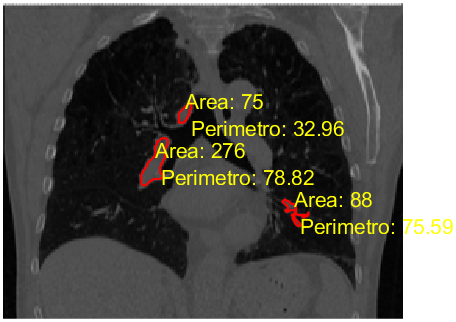 Area: 75
Perimetro: 32.96
Area: 276
Perimetro: 78.82
Area: 88
Perimetro: 75.59